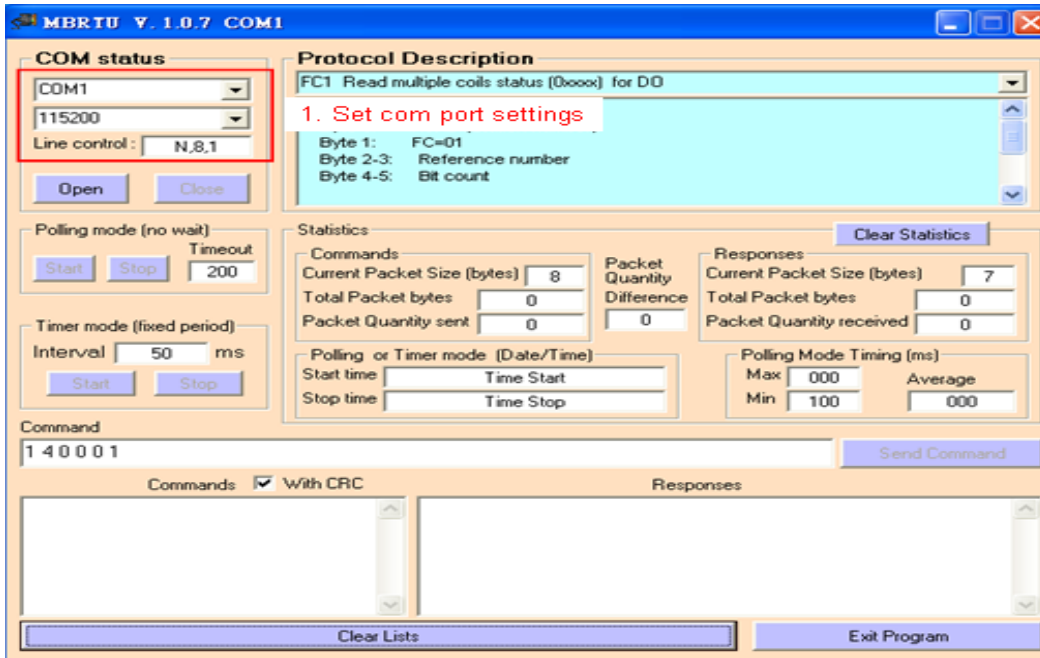 MBRTU V. 1.0.7 COM1
COM status
COM1
115200
Line control : N,8,1
Open Close
Protocol Description
FC1 Read multiple coils status (0xxxx) for DO
1. Set com port settings
Byte 1: FC=01
Byte 2-3: Reference number
Byte 4-5: Bit count
Polling mode (no wait)
Timeout
Start Stop 200
Timer mode (fixed period)
Interval 50 ms
Start Stop
Statistics
Clear Statistics
Commands
Current Packet Size (bytes) 8
Total Packet bytes 0
Packet Quantity sent 0
Packet
Quantity
Difference
0
Responses
Current Packet Size (bytes) 7
Total Packet bytes 0
Packet Quantity received 0
Polling or Timer mode (Date/Time)
Start time Time Start
Stop time Time Stop
Polling Mode Timing (ms)
Max 000
Min 100
Average
000
Command
1 4 0 0 0 1
Send Command
Commands With CRC
Responses
Clear Lists
Exit Program